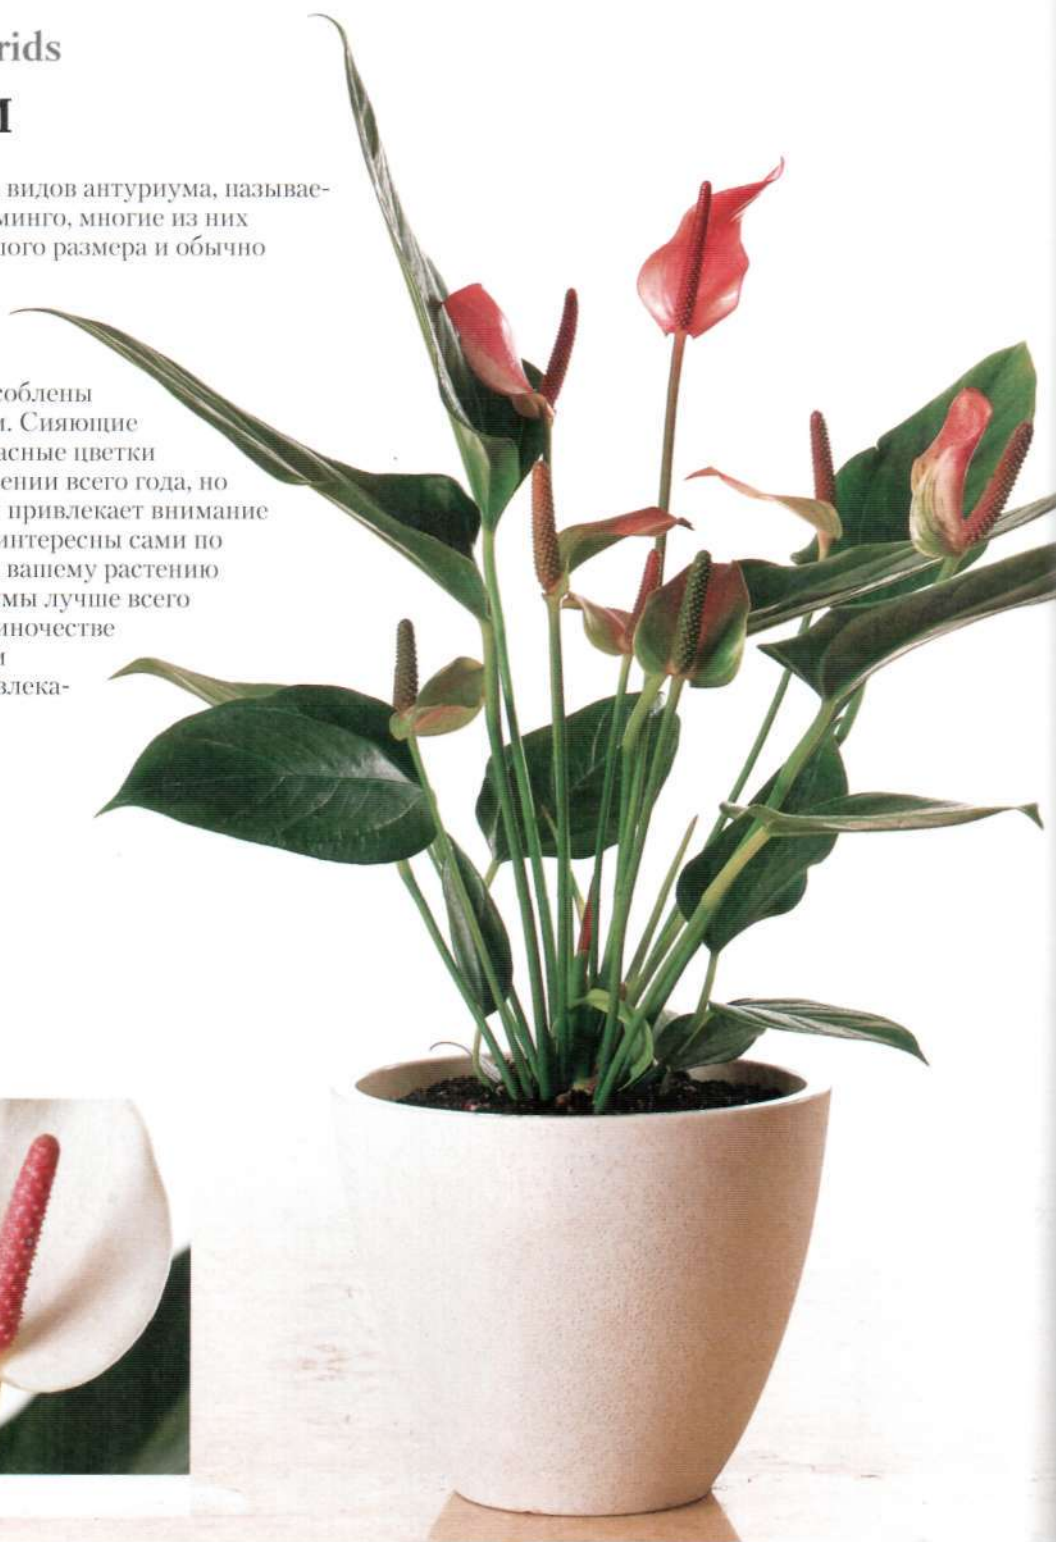 rids
м
видов антуриума, называе-
минго, многие из них
лого размера и обычно
соблены
и. Сияющие
асные цветки
ении всего года, но
привлекает внимание
интересны сами по
вашему растению
мы лучше всего
иночестве
и
влека-